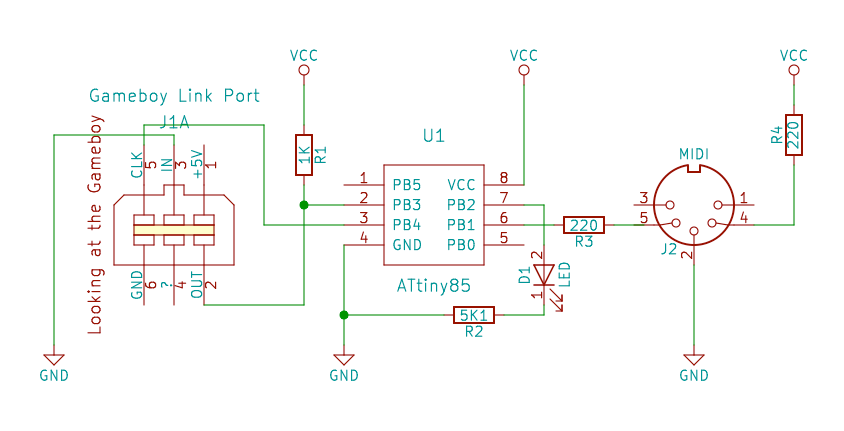 VCC
VCC
VCC
Gameboy Link Port
J1A
Looking at the Gameboy
CLK
5
IN
3
+5V
1
GND
6
?
4
OUT
2
1K
R1
U1
1 PB5 VCC 8
2 PB3 PB2 7
3 PB4 PB1 6
4 GND PB0 5
ATtiny85
220
R3
2
D1
LED
1
5K1
R2
MIDI
3 1
5 4
J2
2
R4
220
GND
GND
GND